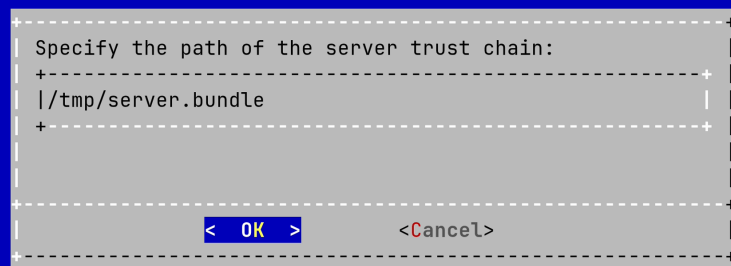 Specify the path of the server trust chain:
/tmp/server.bundle
< OK > <Cancel>